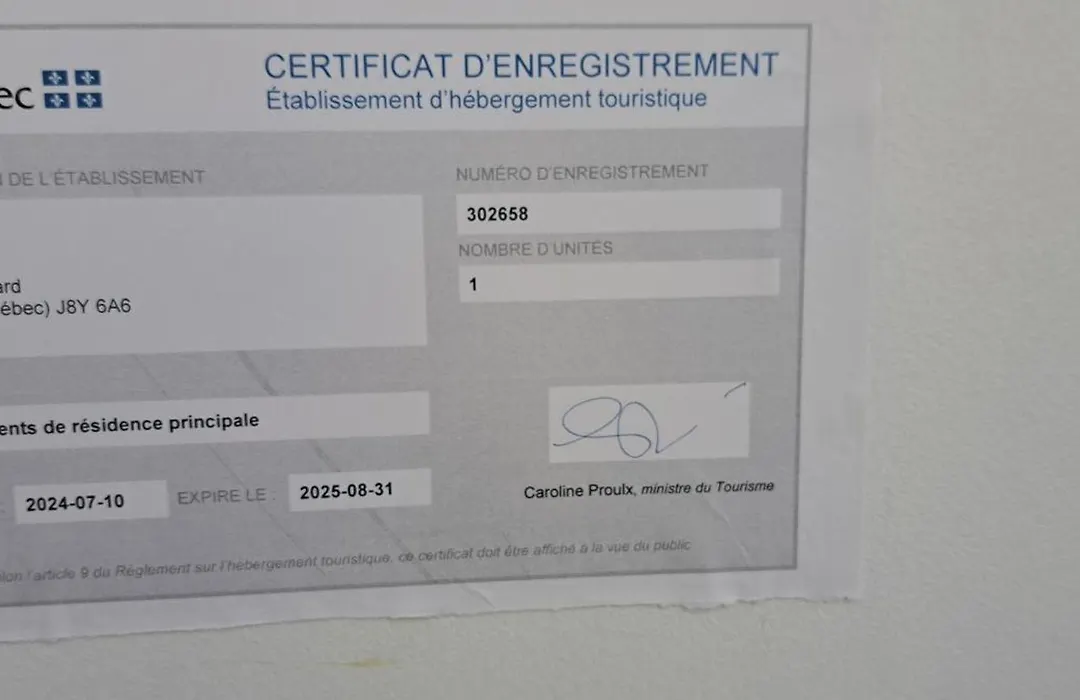 ec
CERTIFICAT D'ENREGISTREMENT
Établissement d'hébergement touristique
DE L'ÉTABLISSEMENT
NUMÉRO D'ENREGISTREMENT
302658
NOMBRE D'UNITÉS
1
ard
ébec) J8Y 6A6
ents de résidence principale
2024-07-10
EXPIRE LE :
2025-08-31
Caroline Proulx, ministre du Tourisme
lon l'article 9 du Règlement sur l'hébergement touristique, ce certificat doit être affiché à la vue du public